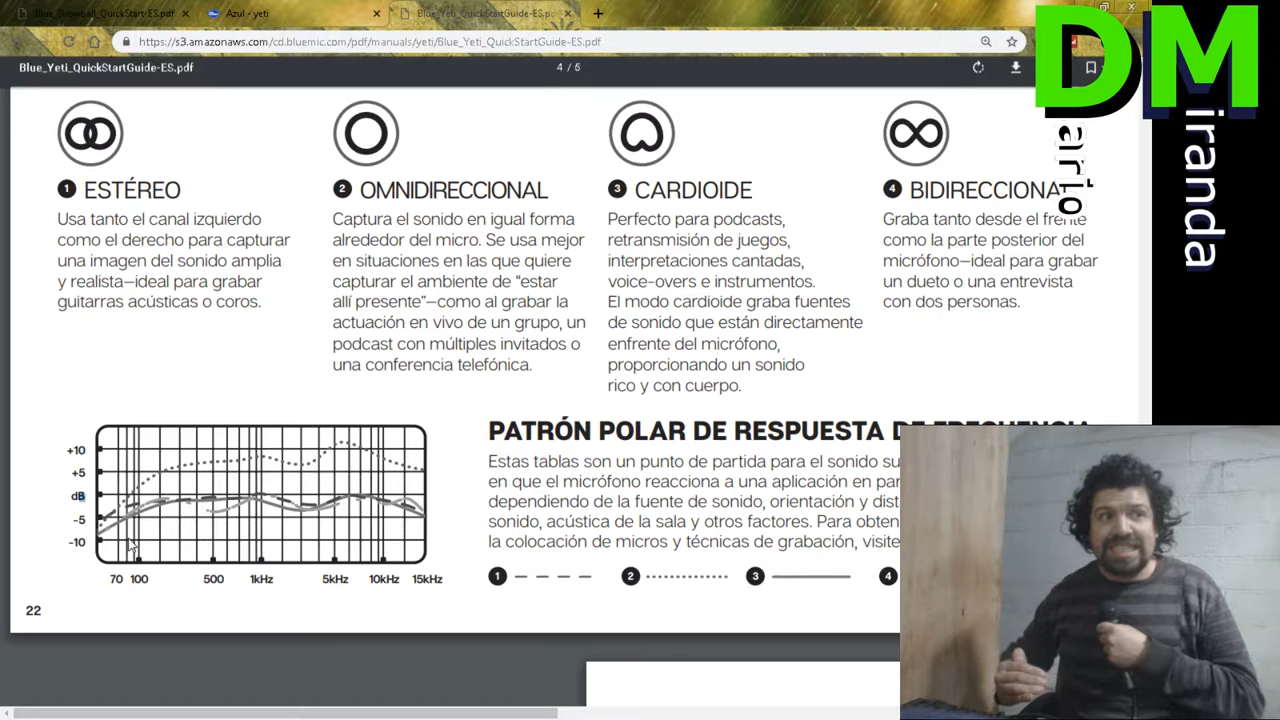 Blue_Snowball_QuickStart-ES.pdf
Azul - yeti
Blue_Yeti_QuickStartGuide-ES.pd
https://s3.amazonaws.com/cd.bluemic.com/pdf/manuals/yeti/Blue_Yeti_QuickStartGuide-ES.pdf
Blue_Yeti_QuickStartGuide-ES.pdf
4 / 5
DM
ario
iranda
1 ESTÉREO
Usa tanto el canal izquierdo
como el derecho para capturar
una imagen del sonido amplia
y realista—ideal para grabar
guitarras acústicas o coros.
2 OMNIDIRECCIONAL
Captura el sonido en igual forma
alrededor del micro. Se usa mejor
en situaciones en las que quiere
capturar el ambiente de “estar
allí presente”—como al grabar la
actuación en vivo de un grupo, un
podcast con múltiples invitados o
una conferencia telefónica.
3 CARDIOIDE
Perfecto para podcasts,
retransmisión de juegos,
interpretaciones cantadas,
voice-overs e instrumentos.
El modo cardioide graba fuentes
de sonido que están directamente
enfrente del micrófono,
proporcionando un sonido
rico y con cuerpo.
4 BIDIRECCIONA
Graba tanto desde el frente
como la parte posterior del
micrófono—ideal para grabar
un dueto o una entrevista
con dos personas.
+10
+5
dB
-5
-10
70 100 500 1kHz 5kHz 10kHz 15kHz
PATRÓN POLAR DE RESPUESTA DE FRECUENCIA
Estas tablas son un punto de partida para el sonido su
en que el micrófono reacciona a una aplicación en par
dependiendo de la fuente de sonido, orientación y dist
sonido, acústica de la sala y otros factores. Para obten
la colocación de micros y técnicas de grabación, visite
1 2 3 4
22